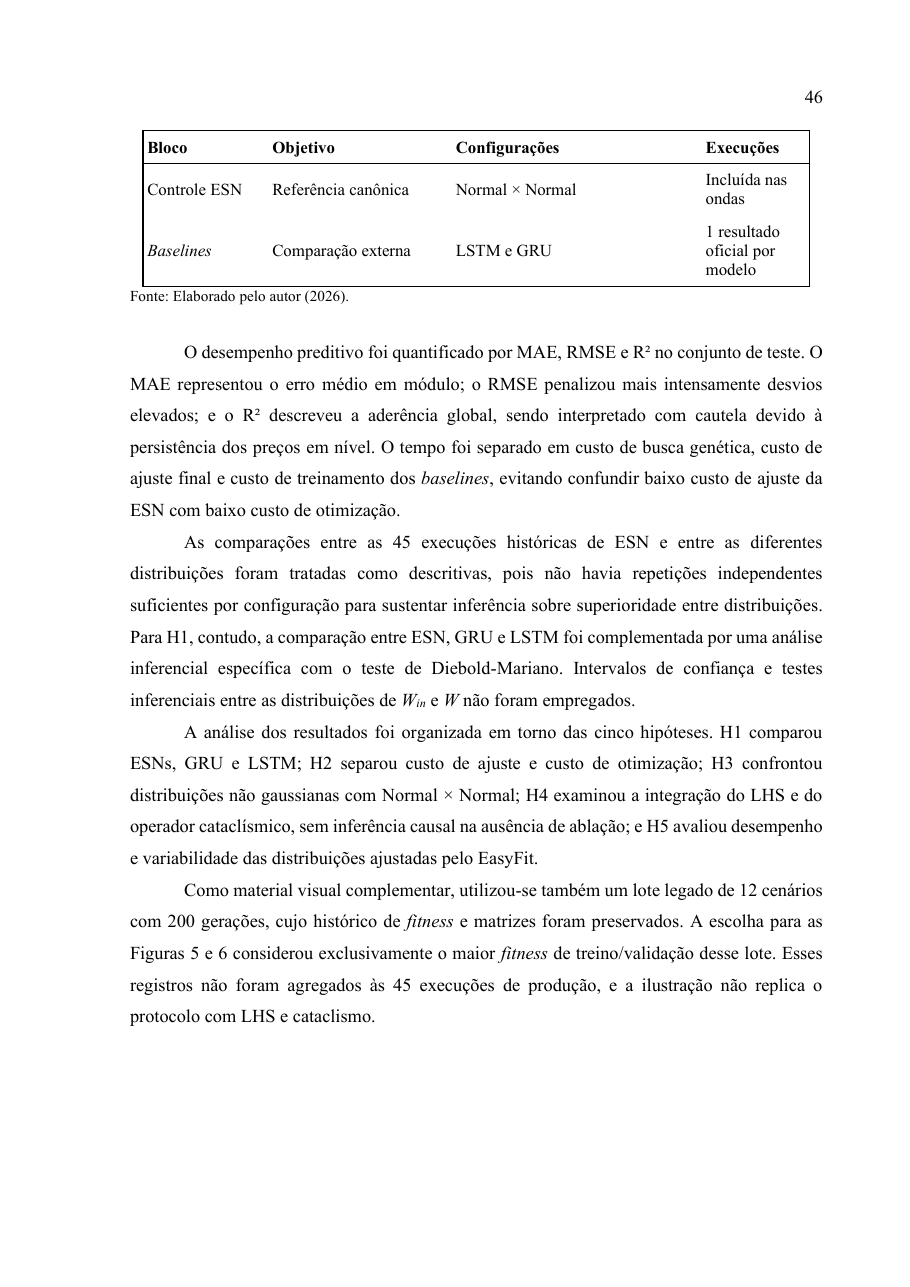 46
Bloco Objetivo Configurações Execuções
Controle ESN Referência canônica Normal × Normal Incluída nas
ondas
Baselines Comparação externa LSTM e GRU 1 resultado
oficial por
modelo
Fonte: Elaborado pelo autor (2026).
O desempenho preditivo foi quantificado por MAE, RMSE e R² no conjunto de teste. O
MAE representou o erro médio em módulo; o RMSE penalizou mais intensamente desvios
elevados; e o R² descreveu a aderência global, sendo interpretado com cautela devido à
persistência dos preços em nível. O tempo foi separado em custo de busca genética, custo de
ajuste final e custo de treinamento dos baselines, evitando confundir baixo custo de ajuste da
ESN com baixo custo de otimização.
As comparações entre as 45 execuções históricas de ESN e entre as diferentes
distribuições foram tratadas como descritivas, pois não havia repetições independentes
suficientes por configuração para sustentar inferência sobre superioridade entre distribuições.
Para H1, contudo, a comparação entre ESN, GRU e LSTM foi complementada por uma análise
inferencial específica com o teste de Diebold-Mariano. Intervalos de confiança e testes
inferenciais entre as distribuições de Win e W não foram empregados.
A análise dos resultados foi organizada em torno das cinco hipóteses. H1 comparou
ESNs, GRU e LSTM; H2 separou custo de ajuste e custo de otimização; H3 confrontou
distribuições não gaussianas com Normal × Normal; H4 examinou a integração do LHS e do
operador cataclísmico, sem inferência causal na ausência de ablação; e H5 avaliou desempenho
e variabilidade das distribuições ajustadas pelo EasyFit.
Como material visual complementar, utilizou-se também um lote legado de 12 cenários
com 200 gerações, cujo histórico de fitness e matrizes foram preservados. A escolha para as
Figuras 5 e 6 considerou exclusivamente o maior fitness de treino/validação desse lote. Esses
registros não foram agregados às 45 execuções de produção, e a ilustração não replica o
protocolo com LHS e cataclismo.